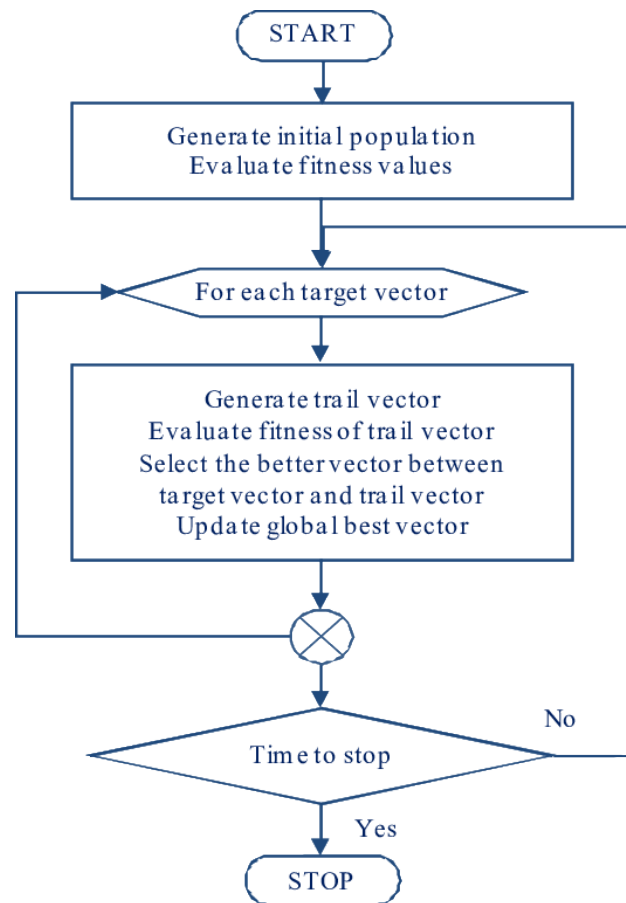 START
Generate initial population
Evaluate fitness values
For each target vector
Generate trail vector
Evaluate fitness of trail vector
Select the better vector between
target vector and trail vector
Update global best vector
Time to stop
No
Yes
STOP